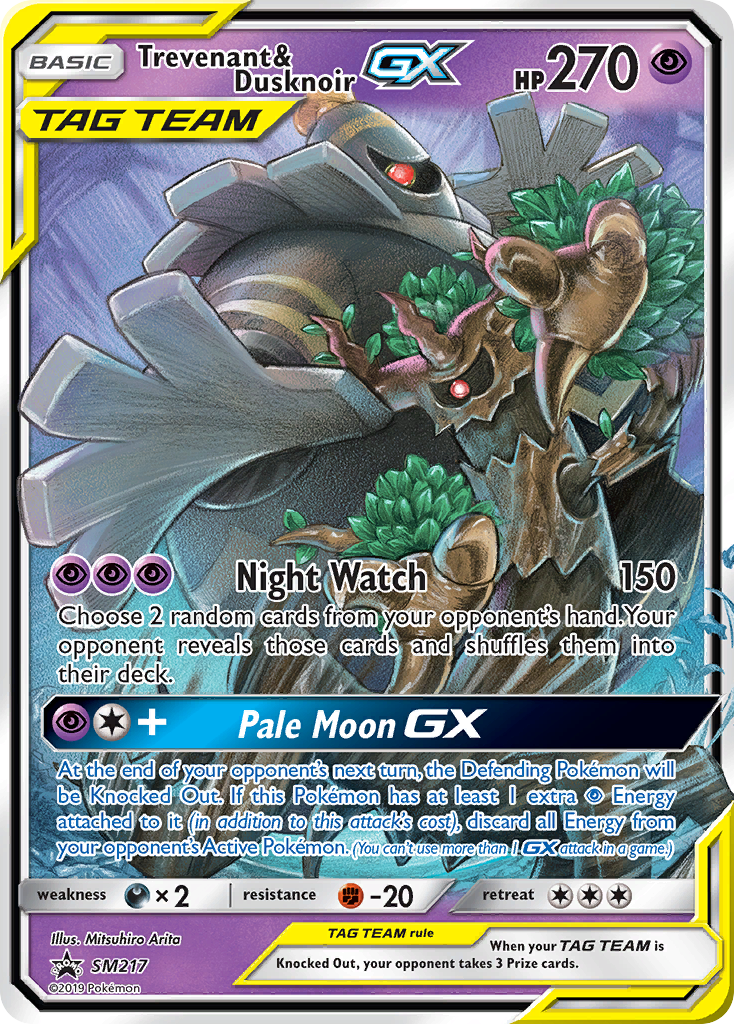 BASIC
Trevenant&
Dusknoir GX
HP270
TAG TEAM
Night Watch 150
Choose 2 random cards from your opponent's hand. Your
opponent reveals those cards and shuffles them into
their deck.
+ Pale Moon GX
At the end of your opponent's next turn, the Defending Pokémon will
be Knocked Out. If this Pokémon has at least 1 extra Energy
attached to it (in addition to this attack's cost), discard all Energy from
your opponent's Active Pokémon. (You can't use more than 1 GX attack in a game.)
weakness ×2 resistance -20 retreat
Illus. Mitsuhiro Arita
SM217
©2019 Pokémon
TAG TEAM rule
When your TAG TEAM is
Knocked Out, your opponent takes 3 Prize cards.